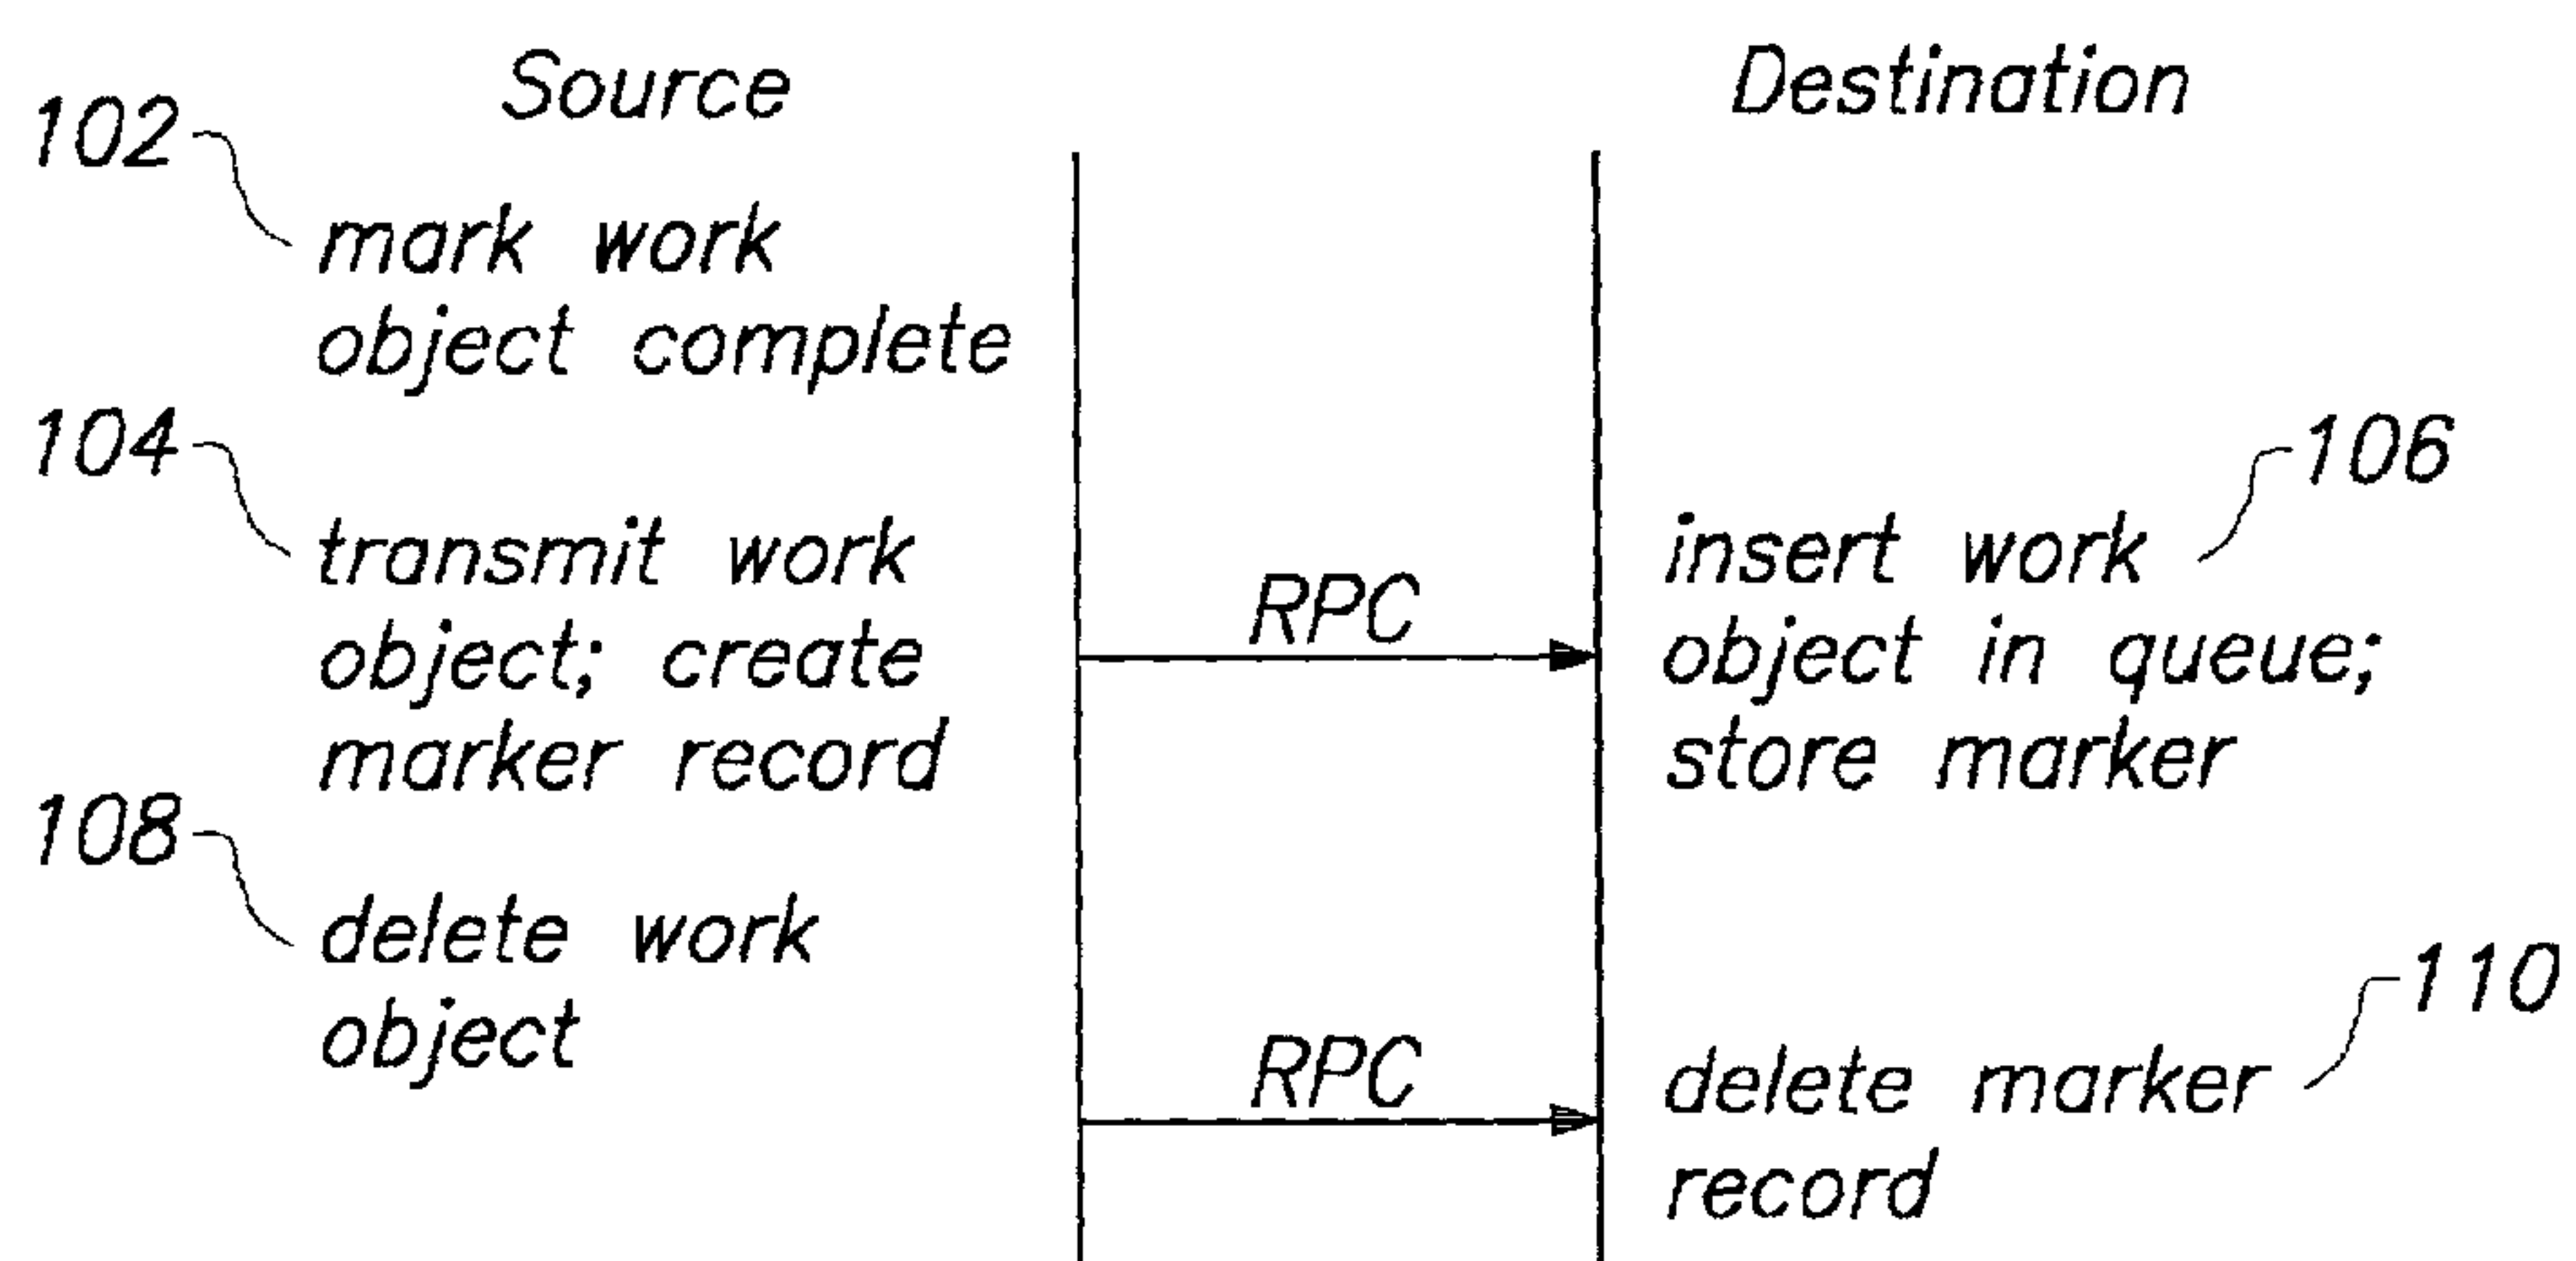 Source
Destination
102
mark work
object complete
104
transmit work
object; create
marker record
RPC
106
insert work
object in queue;
store marker
108
delete work
object
RPC
110
delete marker
record